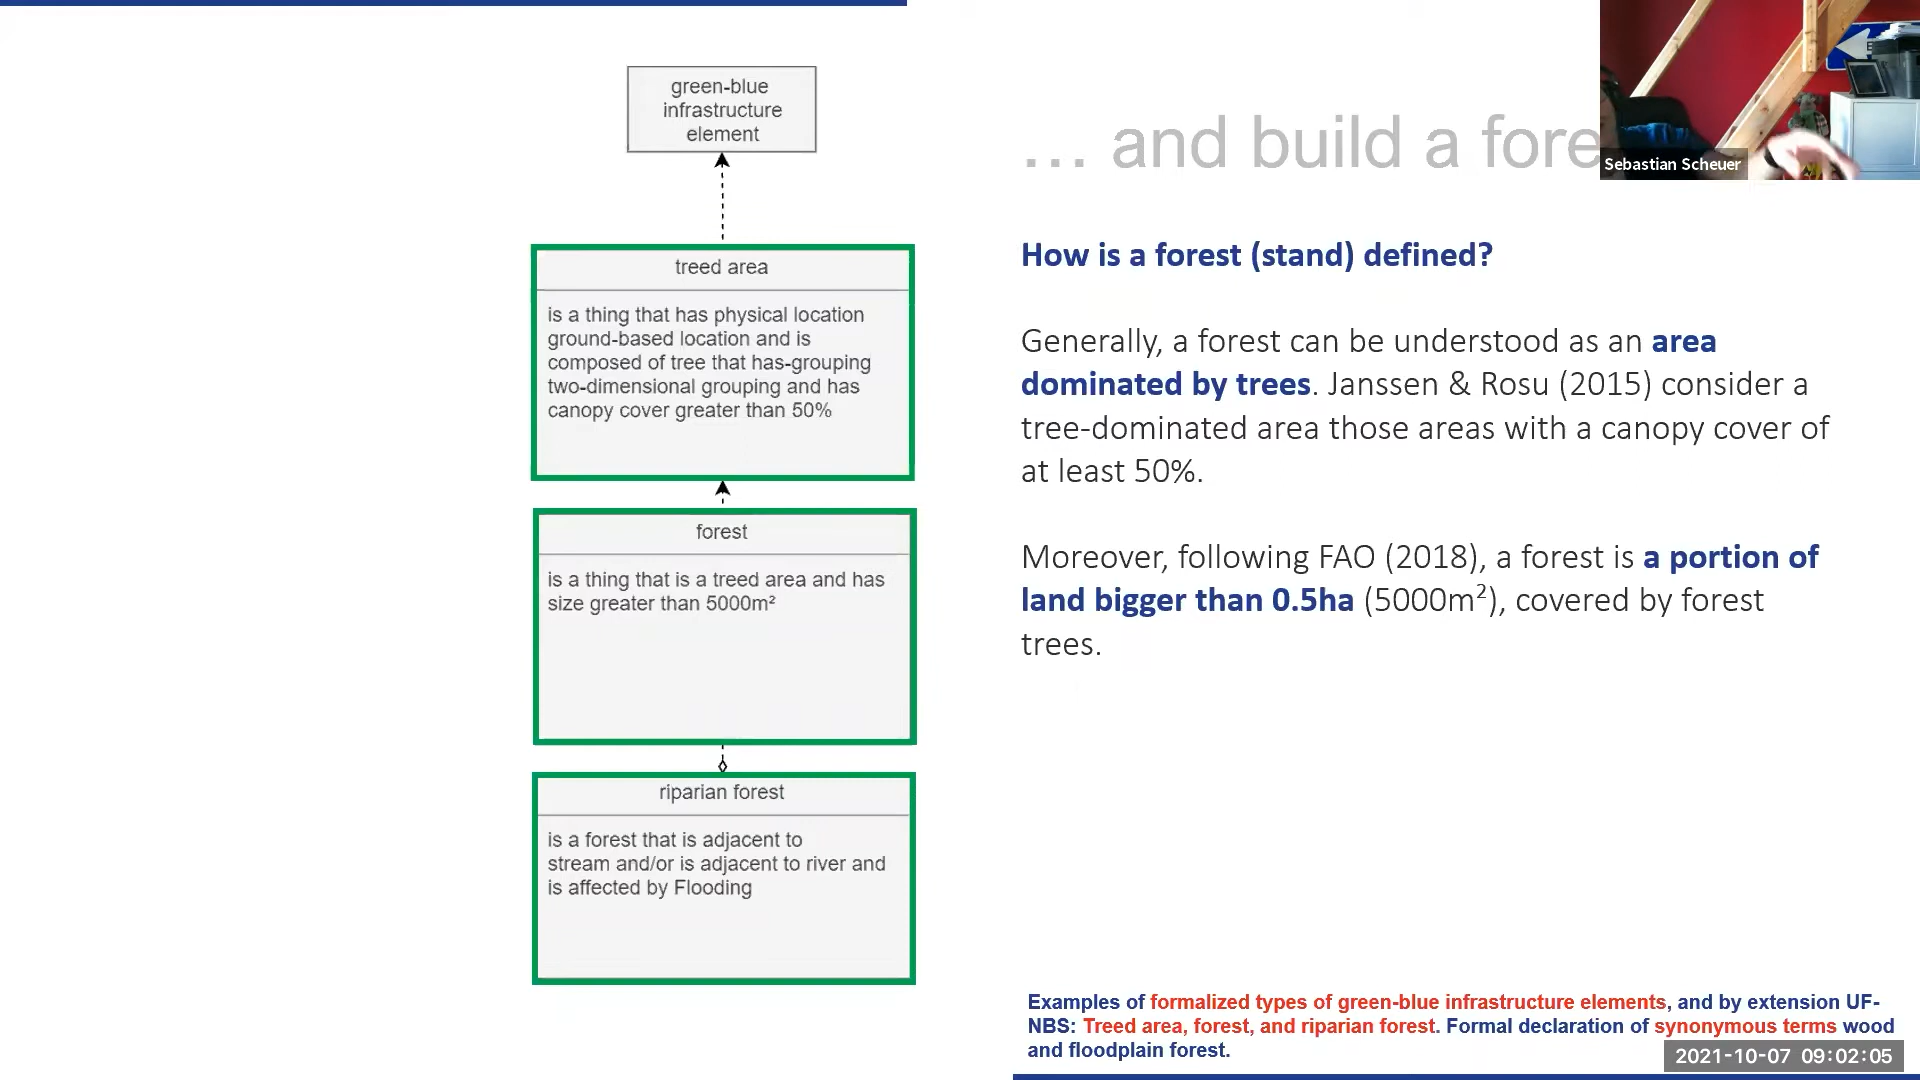 green-blue
infrastructure
element
treed area
is a thing that has physical location
ground-based location and is
composed of tree that has-grouping
two-dimensional grouping and has
canopy cover greater than 50%
forest
is a thing that is a treed area and has
size greater than 5000m²
riparian forest
is a forest that is adjacent to
stream and/or is adjacent to river and
is affected by Flooding
… and build a fore
Sebastian Scheuer
How is a forest (stand) defined?
Generally, a forest can be understood as an area
dominated by trees. Janssen & Rosu (2015) consider a
tree-dominated area those areas with a canopy cover of
at least 50%.
Moreover, following FAO (2018), a forest is a portion of
land bigger than 0.5ha (5000m²), covered by forest
trees.
Examples of formalized types of green-blue infrastructure elements, and by extension UF-
NBS: Treed area, forest, and riparian forest. Formal declaration of synonymous terms wood
and floodplain forest.
2021-10-07 09:02:05